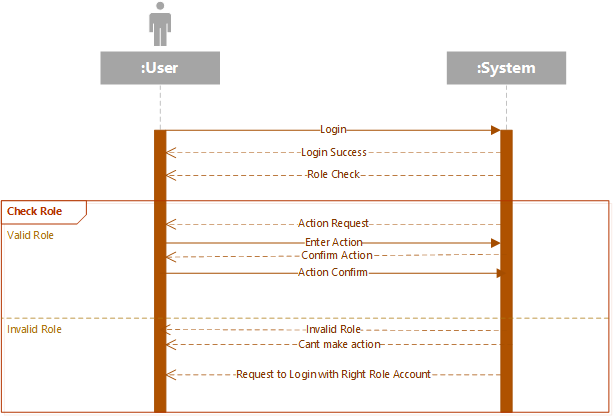 :User
:System
Login
Login Success
Role Check
Check Role
Valid Role
Action Request
Enter Action
Confirm Action
Action Confirm
Invalid Role
Invalid Role
Cant make action
Request to Login with Right Role Account